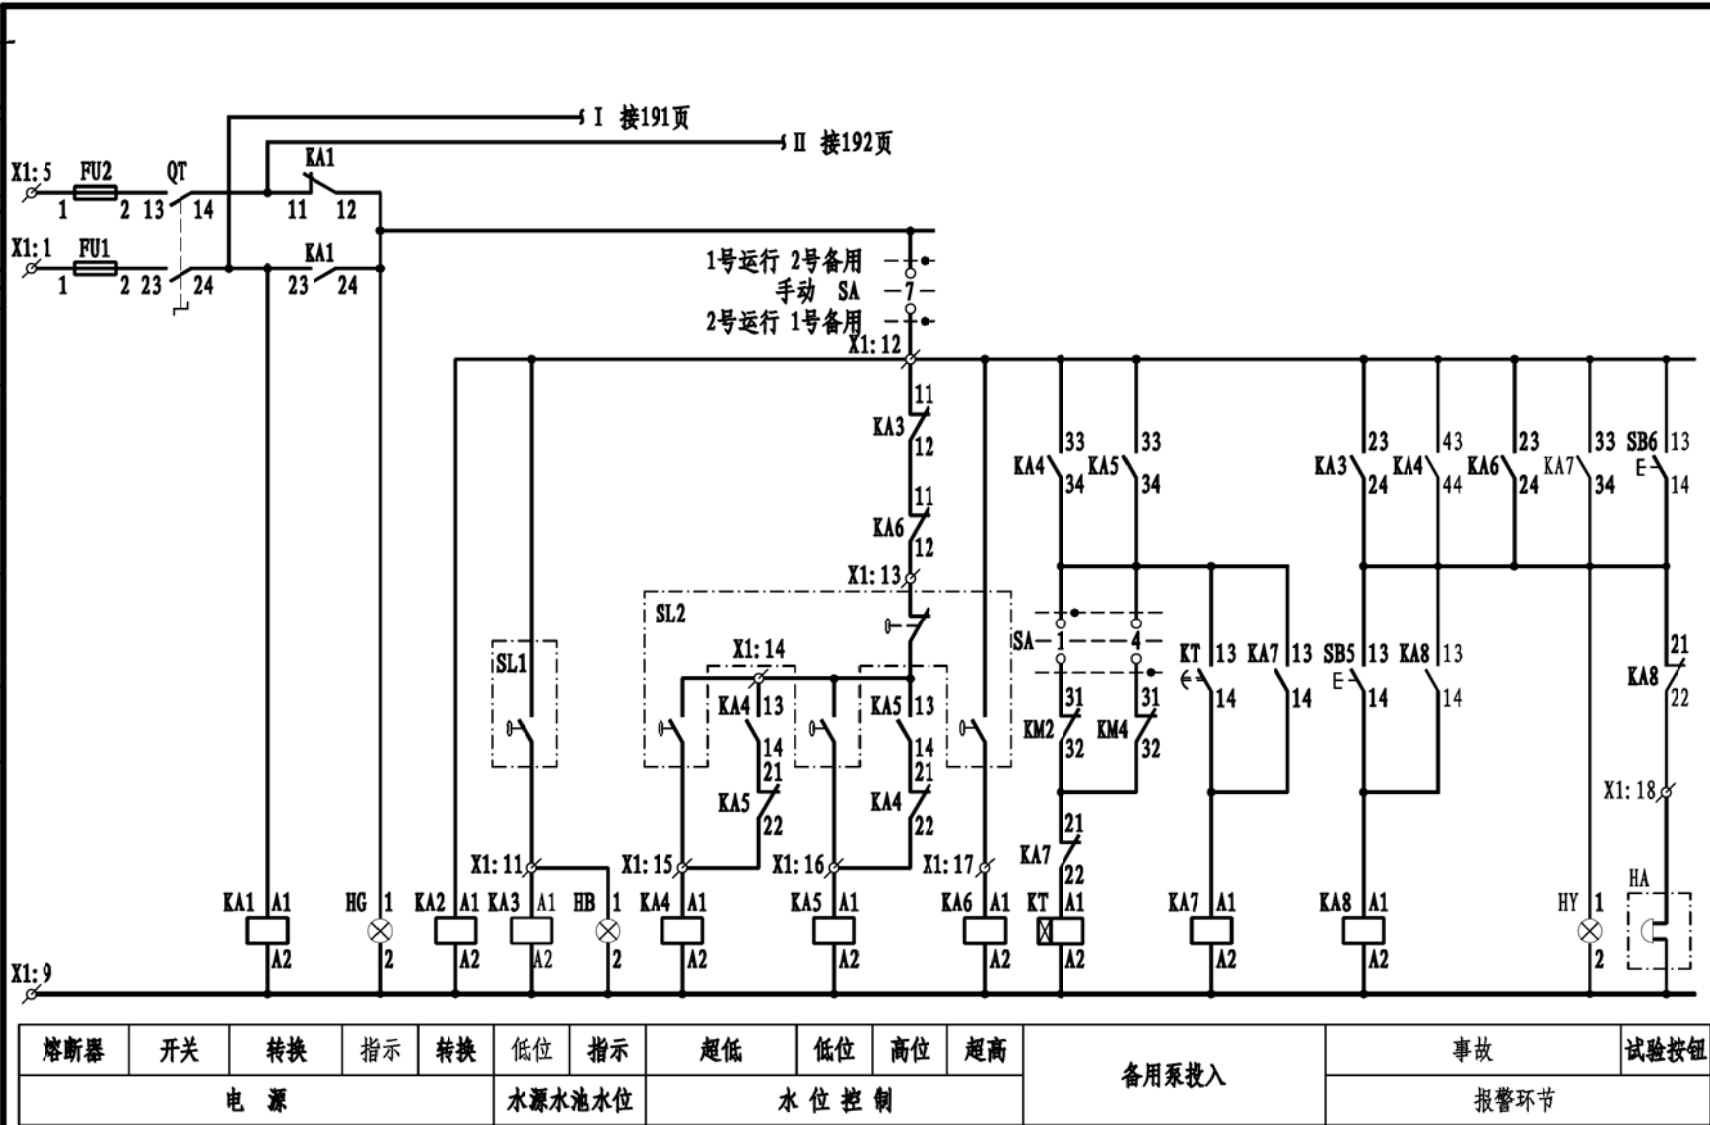 I 接191页
II 接192页
KA1
X1:5 FU2 QT
1 2 13 14 11 12
X1:1 FU1 KA1
1 2 23 24 23 24
1号运行 2号备用
手动 SA 7
2号运行 1号备用
X1:12
11
KA3
12
33 33 23 43 23 33 SB6 13
KA4 KA5 KA3 KA4 KA6 KA7 E
34 34 24 44 24 34 14
11
KA6
12
X1:13
SL2
SA 1 4
X1:14
SL1
KT 13 KA7 13 SB5 13 KA8 13
E
14 14 14 14
21
KA8
22
KA4 13 KA5 13
14 14
31 31
KM2 KM4
32 32
21 21
KA5 KA4
22 22
X1:18
21
KA7
22
X1:11 X1:15 X1:16 X1:17
HA
KA1 A1 HG 1 KA2 A1 KA3 A1 HB 1 KA4 A1 KA5 A1 KA6 A1 KT A1 KA7 A1 KA8 A1 HY 1
A2 2 A2 A2 2 A2 A2 A2 A2 A2 A2 2
X1:9
熔断器 开关 转换 指示 转换 低位 指示 超低 低位 高位 超高 备用泵投入 事故 试验按钮
电 源 水源水池水位 水 位 控 制 报警环节